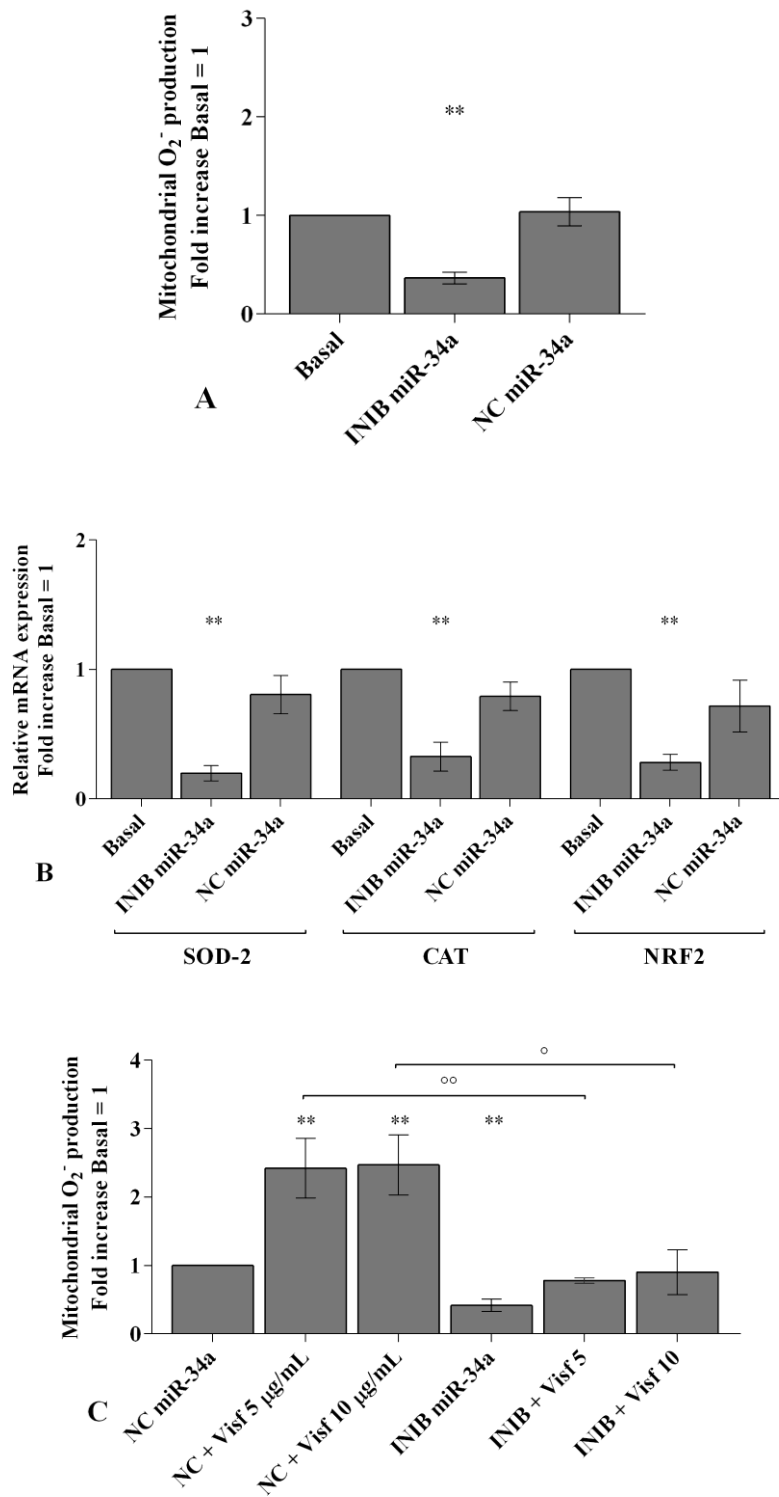 Mitochondrial O₂⁻ production
Fold increase Basal = 1
3
2
1
0
**
Basal
INIB miR-34a
NC miR-34a
A
Relative mRNA expression
Fold increase Basal = 1
2
1
0
** ** **
Basal
INIB miR-34a
NC miR-34a
Basal
INIB miR-34a
NC miR-34a
Basal
INIB miR-34a
NC miR-34a
B
SOD-2 CAT NRF2
Mitochondrial O₂⁻ production
Fold increase Basal = 1
4
3
2
1
0
°
°°
** ** **
NC miR-34a
NC + Visf 5 µg/mL
NC + Visf 10 µg/mL
INIB miR-34a
INIB + Visf 5
INIB + Visf 10
C